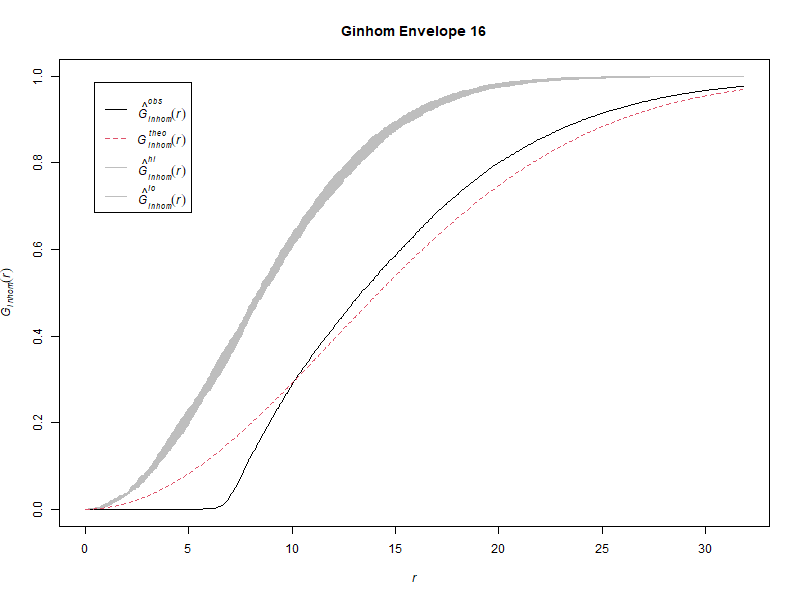 Ginhom Envelope 16
Ĝ^obs_inhom(r)
G^theo_inhom(r)
Ĝ^hi_inhom(r)
Ĝ^lo_inhom(r)
G_inhom(r)
1.0
0.8
0.6
0.4
0.2
0.0
0 5 10 15 20 25 30
r